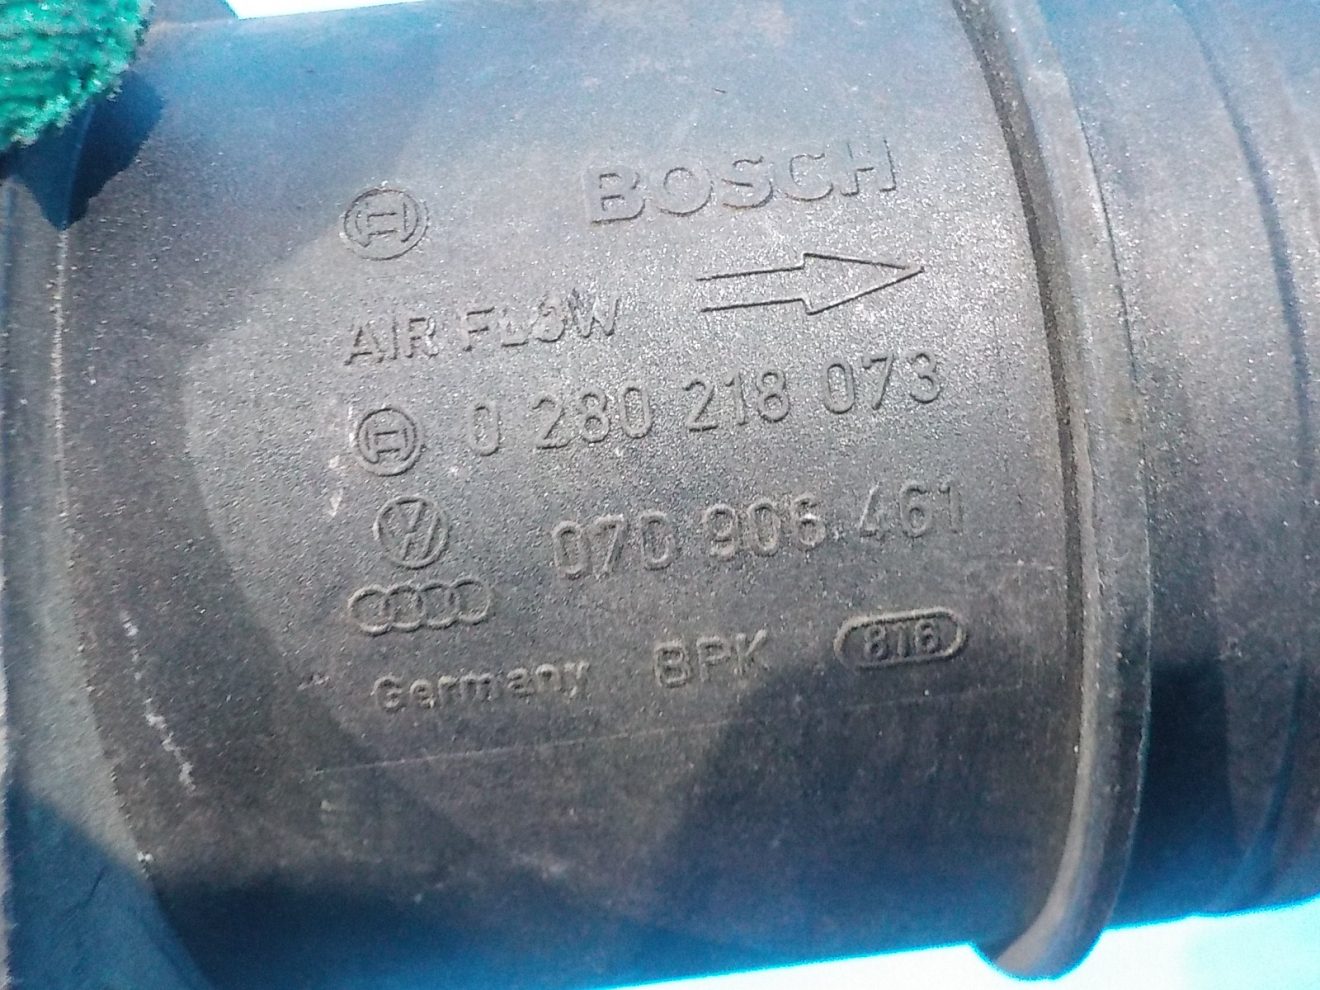 BOSCH
AIR FLOW
0 280 218 073
070 906 461
Germany BPK 816